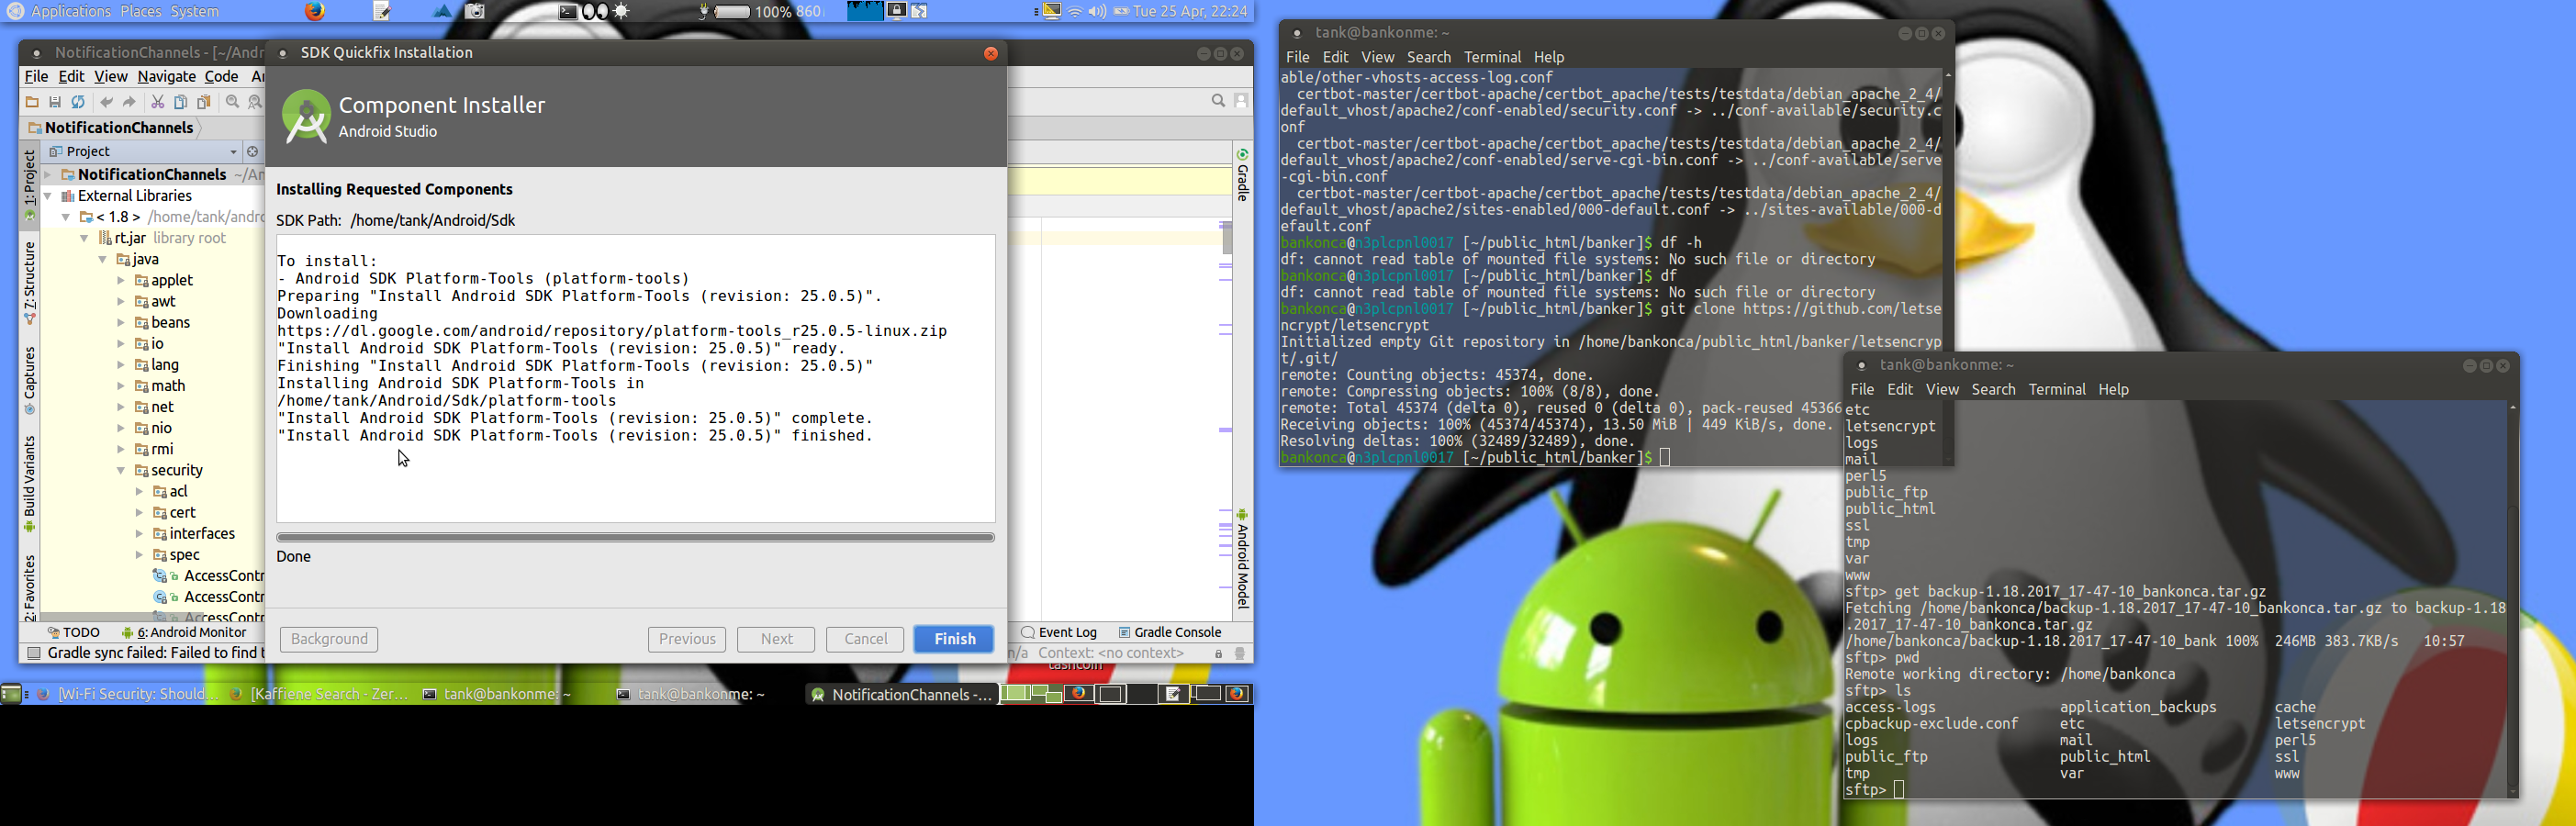 Applications Places System
100% 860
Tue 25 Apr, 22:24
NotificationChannels - [~/Andr
SDK Quickfix Installation
File Edit View Navigate Code
NotificationChannels
Project
NotificationChannels
External Libraries
< 1.8 > /home/tank/andro
rt.jar library root
java
applet
awt
beans
io
lang
math
net
nio
rmi
security
acl
cert
interfaces
spec
AccessContr
AccessContr
AccessContr
1: Project
7: Structure
Captures
Build Variants
2: Favorites
TODO
6: Android Monitor
Gradle sync failed: Failed to find t
Component Installer
Android Studio
Installing Requested Components
SDK Path: /home/tank/Android/Sdk
To install:
- Android SDK Platform-Tools (platform-tools)
Preparing "Install Android SDK Platform-Tools (revision: 25.0.5)".
Downloading
https://dl.google.com/android/repository/platform-tools_r25.0.5-linux.zip
"Install Android SDK Platform-Tools (revision: 25.0.5)" ready.
Finishing "Install Android SDK Platform-Tools (revision: 25.0.5)"
Installing Android SDK Platform-Tools in
/home/tank/Android/Sdk/platform-tools
"Install Android SDK Platform-Tools (revision: 25.0.5)" complete.
"Install Android SDK Platform-Tools (revision: 25.0.5)" finished.
Done
Background
Previous
Next
Cancel
Finish
Gradle
Android Model
Event Log
Gradle Console
n/a Context: <no context>
tashcoin
[Wi-Fi Security: Should...
[Kaffiene Search - Zer...
tank@bankonme: ~
tank@bankonme: ~
NotificationChannels -...
tank@bankonme: ~
File Edit View Search Terminal Help
able/other-vhosts-access-log.conf
certbot-master/certbot-apache/certbot_apache/tests/testdata/debian_apache_2_4/
default_vhost/apache2/conf-enabled/security.conf -> ../conf-available/security.c
onf
certbot-master/certbot-apache/certbot_apache/tests/testdata/debian_apache_2_4/
default_vhost/apache2/conf-enabled/serve-cgi-bin.conf -> ../conf-available/serve
-cgi-bin.conf
certbot-master/certbot-apache/certbot_apache/tests/testdata/debian_apache_2_4/
default_vhost/apache2/sites-enabled/000-default.conf -> ../sites-available/000-d
efault.conf
bankonca@n3plcpnl0017 [~/public_html/banker]$ df -h
df: cannot read table of mounted file systems: No such file or directory
bankonca@n3plcpnl0017 [~/public_html/banker]$ df
df: cannot read table of mounted file systems: No such file or directory
bankonca@n3plcpnl0017 [~/public_html/banker]$ git clone https://github.com/letse
ncrypt/letsencrypt
Initialized empty Git repository in /home/bankonca/public_html/banker/letsencryp
t/.git/
remote: Counting objects: 45374, done.
remote: Compressing objects: 100% (8/8), done.
remote: Total 45374 (delta 0), reused 0 (delta 0), pack-reused 45366
Receiving objects: 100% (45374/45374), 13.50 MiB | 449 KiB/s, done.
Resolving deltas: 100% (32489/32489), done.
bankonca@n3plcpnl0017 [~/public_html/banker]$
tank@bankonme: ~
File Edit View Search Terminal Help
etc
letsencrypt
logs
mail
perl5
public_ftp
public_html
ssl
tmp
var
www
sftp> get backup-1.18.2017_17-47-10_bankonca.tar.gz
Fetching /home/bankonca/backup-1.18.2017_17-47-10_bankonca.tar.gz to backup-1.18
.2017_17-47-10_bankonca.tar.gz
/home/bankonca/backup-1.18.2017_17-47-10_bank 100% 246MB 383.7KB/s 10:57
sftp> pwd
Remote working directory: /home/bankonca
sftp> ls
access-logs application_backups cache
cpbackup-exclude.conf etc letsencrypt
logs mail perl5
public_ftp public_html ssl
tmp var www
sftp>